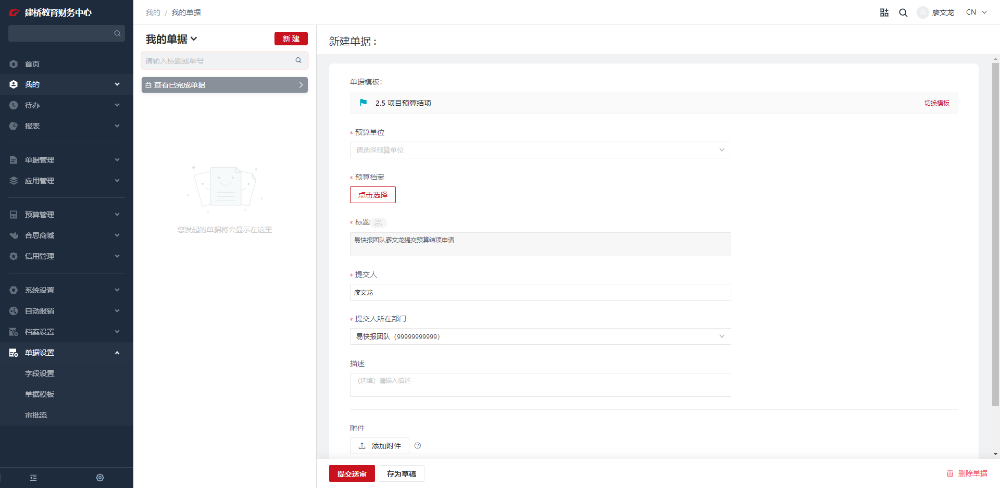 建桥教育财务中心
我的 / 我的单据
廖文龙
CN
首页
我的
待办
报表
单据管理
应用管理
预算管理
合思商城
信用管理
系统设置
自动报销
档案设置
单据设置
字段设置
单据模板
审批流
我的单据
新 建
请输入标题或单号
查看已完成单据
您发起的单据将会显示在这里
新建单据 :
单据模板:
2.5 项目预算结项
切换模板
* 预算单位
请选择预算单位
* 预算档案
点击选择
* 标题
易快报团队廖文龙提交预算结项申请
* 提交人
廖文龙
* 提交人所在部门
易快报团队（99999999999）
描述
（选填）请输入描述
附件
添加附件
提交送审
存为草稿
删除单据